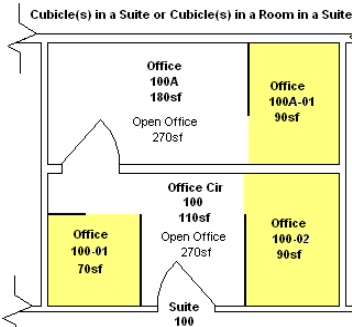 Cubicle(s) in a Suite or Cubicle(s) in a Room in a Suite
Office
100A
180sf
Open Office
270sf
Office
100A-01
90sf
Office Cir
100
110sf
Open Office
270sf
Office
100-01
70sf
Office
100-02
90sf
Suite
100